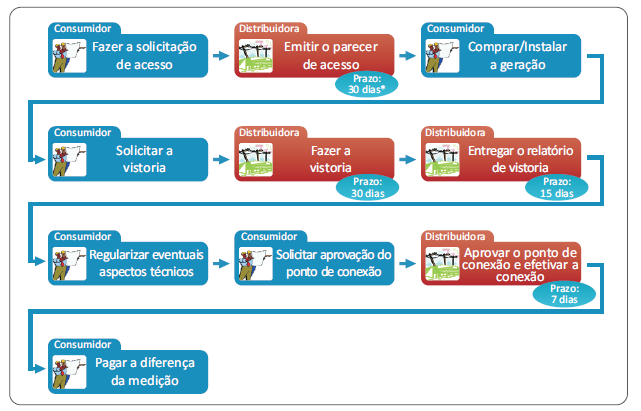 Consumidor
Fazer a solicitação
de acesso
Distribuidora
Emitir o parecer
de acesso
Prazo:
30 dias*
Consumidor
Comprar/Instalar
a geração
Consumidor
Solicitar a
vistoria
Distribuidora
Fazer a
vistoria
Prazo:
30 dias
Distribuidora
Entregar o relatório
de vistoria
Prazo:
15 dias
Consumidor
Regularizar eventuais
aspectos técnicos
Consumidor
Solicitar aprovação do
ponto de conexão
Distribuidora
Aprovar o ponto de
conexão e efetivar a
conexão
Prazo:
7 dias
Consumidor
Pagar a diferença
da medição